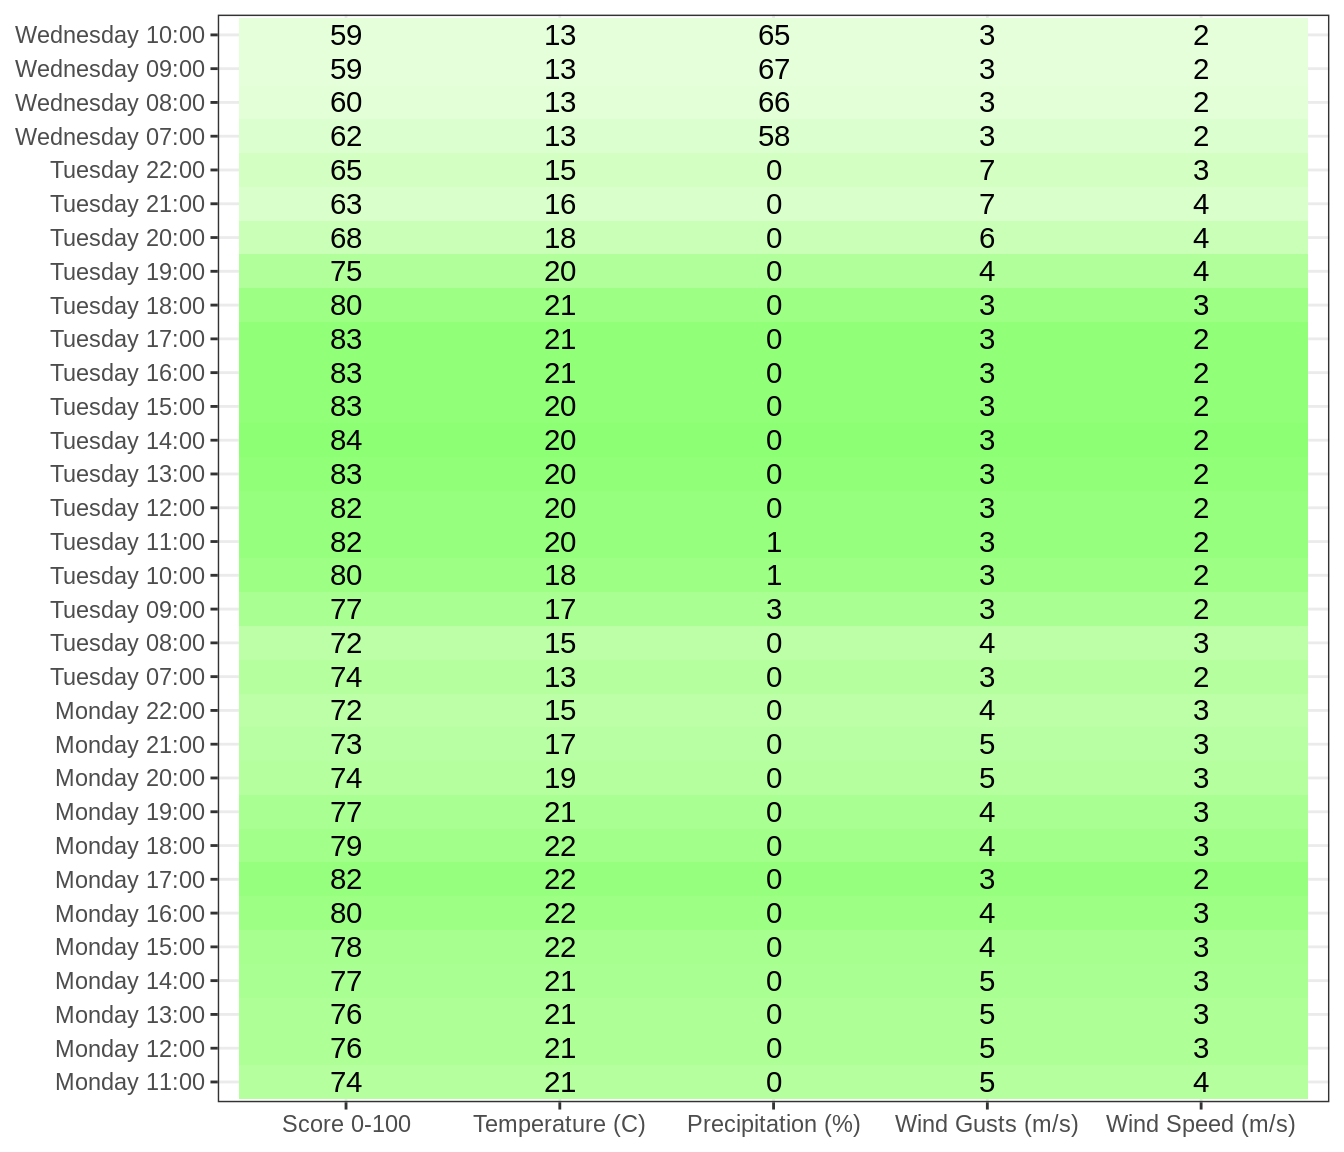 Wednesday 10:00 59 13 65 3 2
Wednesday 09:00 59 13 67 3 2
Wednesday 08:00 60 13 66 3 2
Wednesday 07:00 62 13 58 3 2
Tuesday 22:00 65 15 0 7 3
Tuesday 21:00 63 16 0 7 4
Tuesday 20:00 68 18 0 6 4
Tuesday 19:00 75 20 0 4 4
Tuesday 18:00 80 21 0 3 3
Tuesday 17:00 83 21 0 3 2
Tuesday 16:00 83 21 0 3 2
Tuesday 15:00 83 20 0 3 2
Tuesday 14:00 84 20 0 3 2
Tuesday 13:00 83 20 0 3 2
Tuesday 12:00 82 20 0 3 2
Tuesday 11:00 82 20 1 3 2
Tuesday 10:00 80 18 1 3 2
Tuesday 09:00 77 17 3 3 2
Tuesday 08:00 72 15 0 4 3
Tuesday 07:00 74 13 0 3 2
Monday 22:00 72 15 0 4 3
Monday 21:00 73 17 0 5 3
Monday 20:00 74 19 0 5 3
Monday 19:00 77 21 0 4 3
Monday 18:00 79 22 0 4 3
Monday 17:00 82 22 0 3 2
Monday 16:00 80 22 0 4 3
Monday 15:00 78 22 0 4 3
Monday 14:00 77 21 0 5 3
Monday 13:00 76 21 0 5 3
Monday 12:00 76 21 0 5 3
Monday 11:00 74 21 0 5 4
Score 0-100 Temperature (C) Precipitation (%) Wind Gusts (m/s) Wind Speed (m/s)